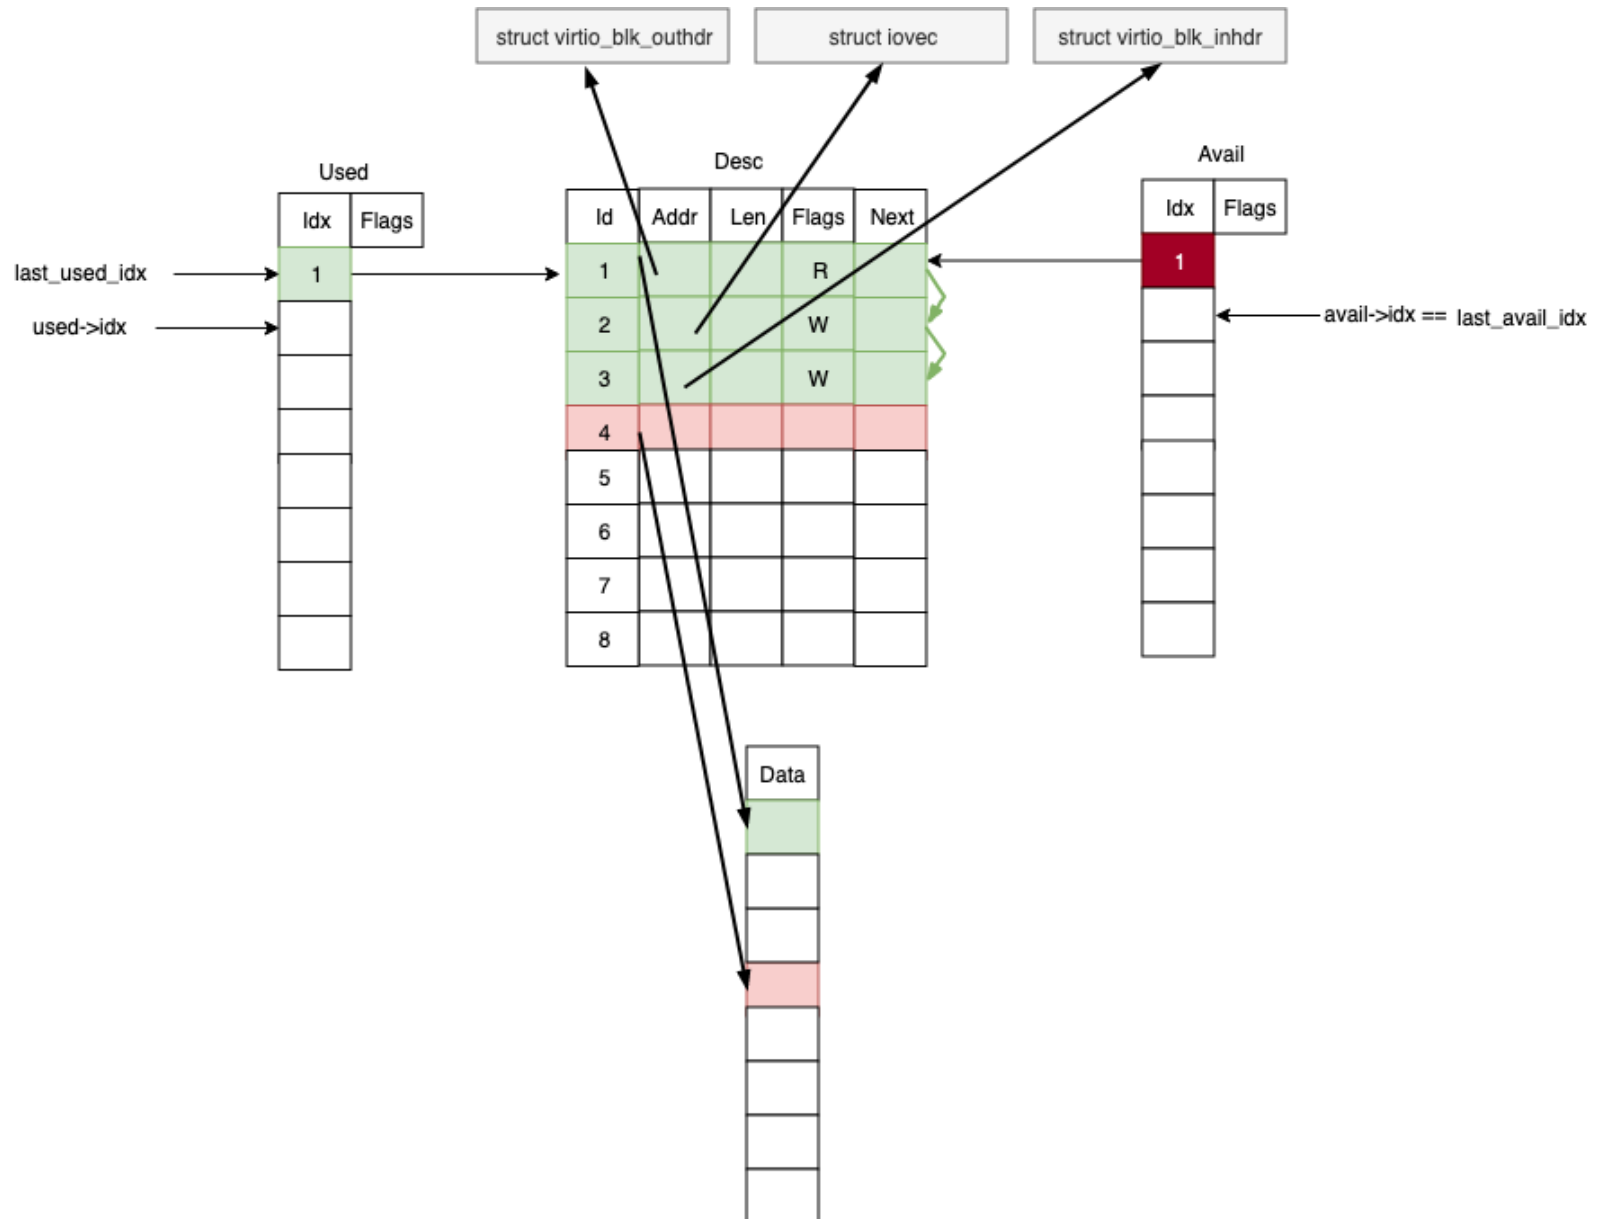 struct virtio_blk_outhdr struct iovec struct virtio_blk_inhdr
Used Desc Avail
Idx Flags Id Addr Len Flags Next Idx Flags
last_used_idx 1 1 R 1
used->idx 2 W avail->idx == last_avail_idx
3 W
4
5
6
7
8
Data